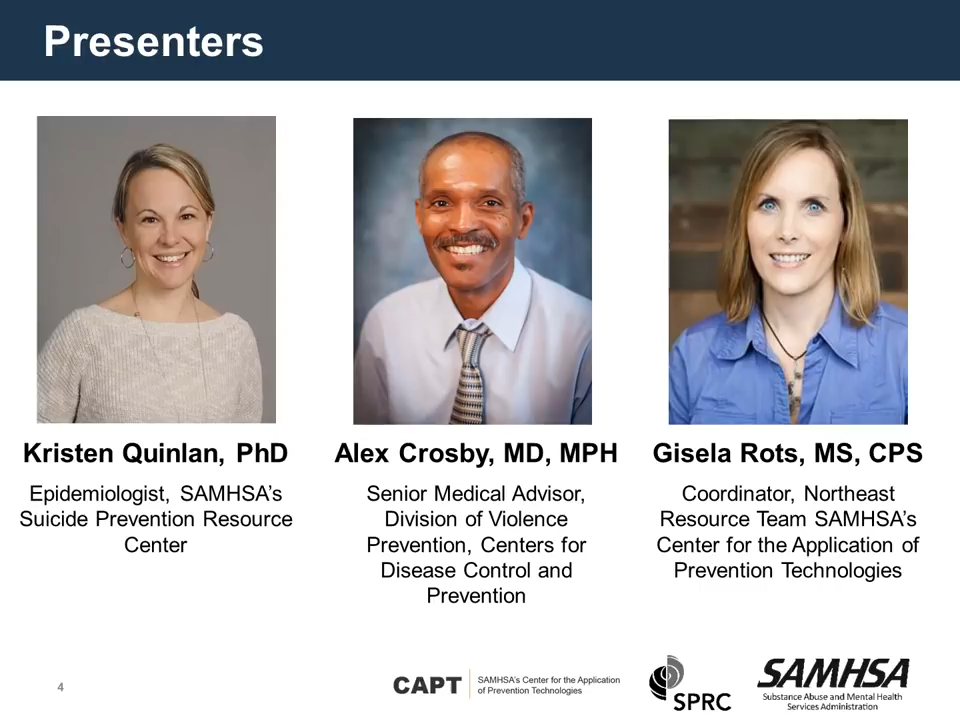 Presenters
Kristen Quinlan, PhD
Epidemiologist, SAMHSA's
Suicide Prevention Resource
Center
Alex Crosby, MD, MPH
Senior Medical Advisor,
Division of Violence
Prevention, Centers for
Disease Control and
Prevention
Gisela Rots, MS, CPS
Coordinator, Northeast
Resource Team SAMHSA's
Center for the Application of
Prevention Technologies
4
CAPT
SAMHSA's Center for the Application
of Prevention Technologies
SPRC
SAMHSA
Substance Abuse and Mental Health
Services Administration